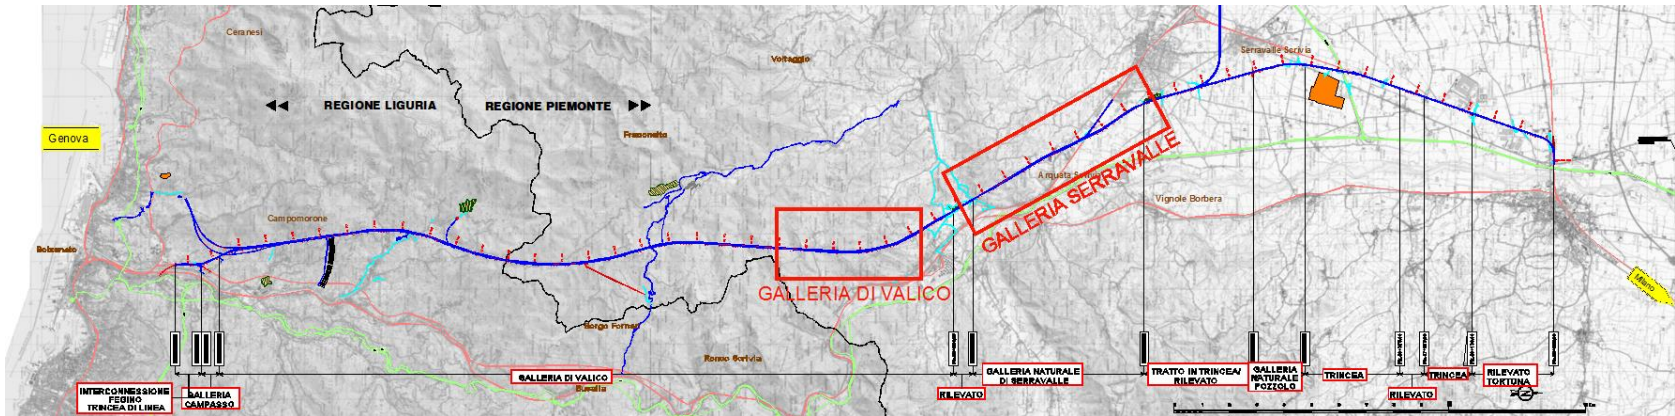 Ceranesi
Voltaggio
Serravalle Scrivia
REGIONE LIGURIA
REGIONE PIEMONTE
Genova
Fraconalto
Arquata Scrivia
GALLERIA SERRAVALLE
Vignole Borbera
Campomorone
Bolzaneto
GALLERIA DI VALICO
Milano
Borgo Fornari
Ronco Scrivia
Busalla
INTERCONNESSIONE
FEGINO
TRINCEA DI LINEA
GALLERIA
CAMPASSO
GALLERIA DI VALICO
RILEVATO
GALLERIA NATURALE
DI SERRAVALLE
TRATTO IN TRINCEA/
RILEVATO
GALLERIA
NATURALE
POZZOLO
TRINCEA
RILEVATO
TRINCEA
RILEVATO
TORTONA